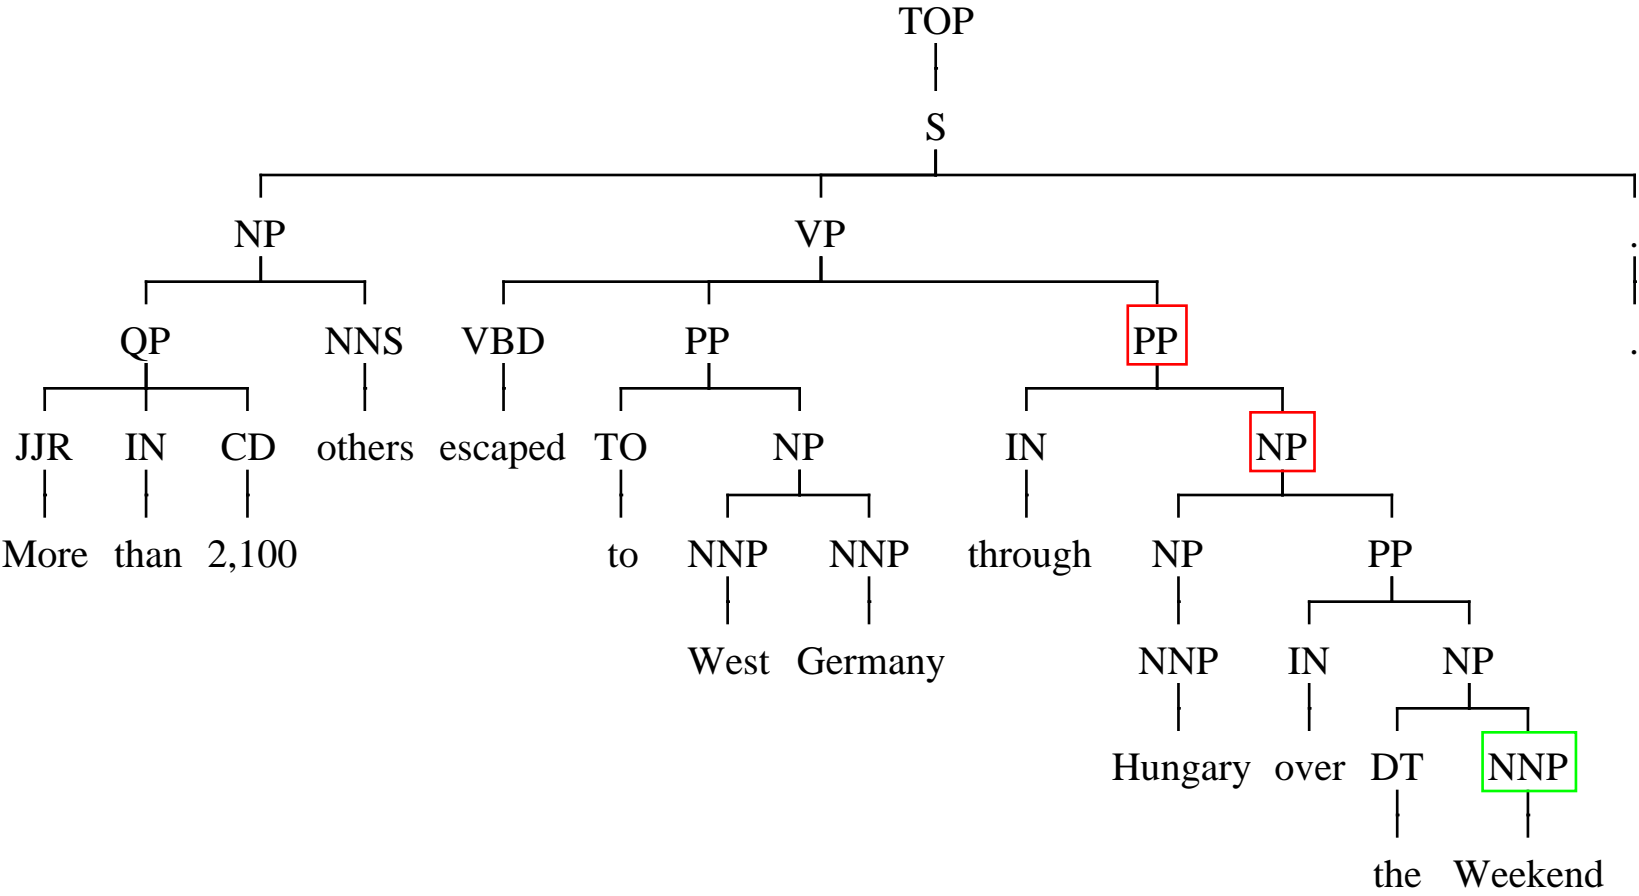 TOP
S
NP VP .
QP NNS VBD PP PP .
JJR IN CD others escaped TO NP IN NP
More than 2,100 to NNP NNP through NP PP
West Germany NNP IN NP
Hungary over DT NNP
the Weekend